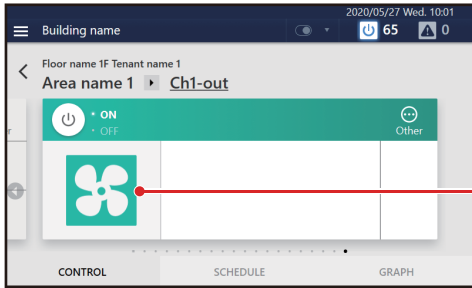 2020/05/27 Wed. 10:01
Building name
65
0
Floor name 1F Tenant name 1
Area name 1 Ch1-out
r
ON
OFF
Other
CONTROL
SCHEDULE
GRAPH